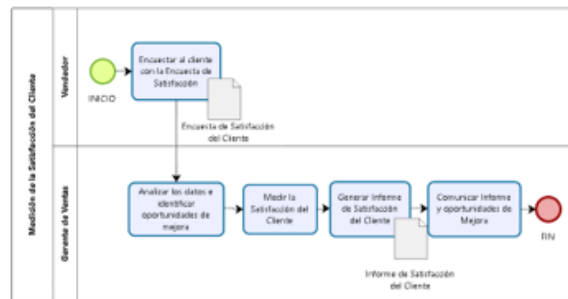 Medición de la Satisfacción del Cliente
Vendedor
INICIO
Encuestar al cliente
con la Encuesta de
Satisfacción
Encuesta de Satisfacción
del Cliente
Gerente de Ventas
Analizar los datos e
identificar
oportunidades de
mejora
Medir la
Satisfacción del
Cliente
Generar Informe
de Satisfacción
del Cliente
Informe de Satisfacción
del Cliente
Comunicar Informe
y oportunidades de
Mejora
FIN